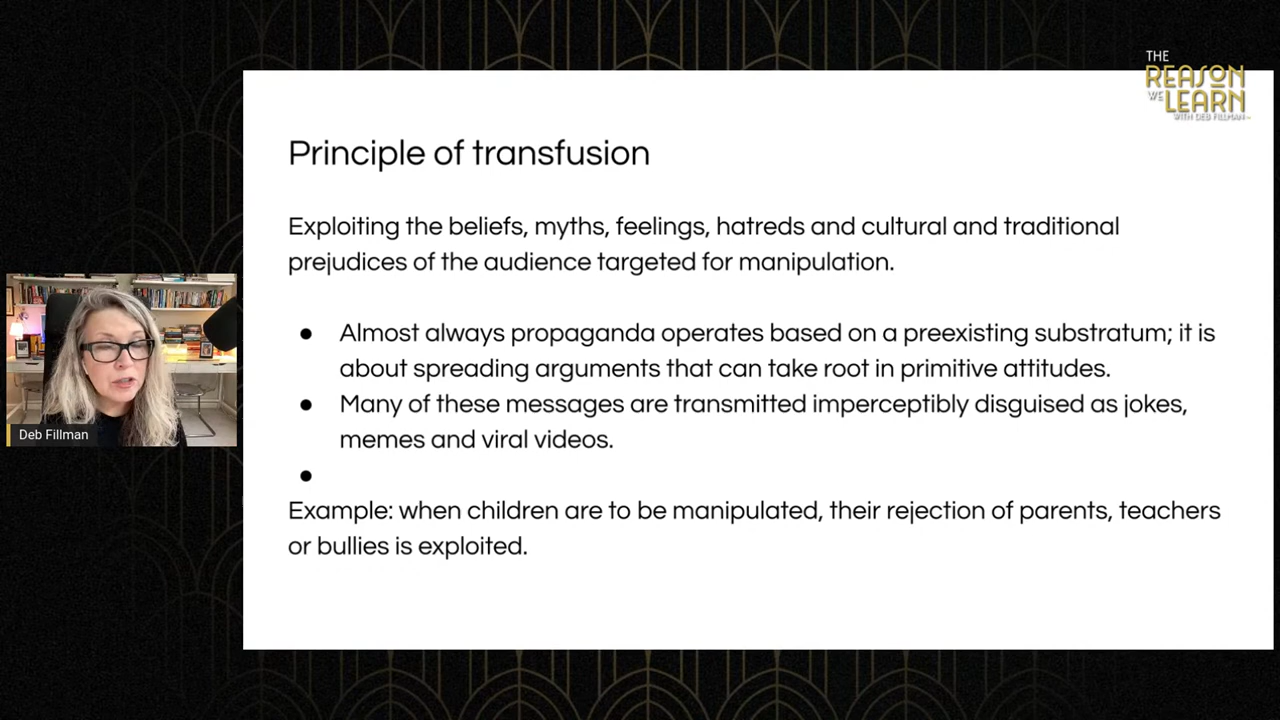 THE
REASON
WE LEARN
WITH DEB FILLMAN
Principle of transfusion
Exploiting the beliefs, myths, feelings, hatreds and cultural and traditional
prejudices of the audience targeted for manipulation.
● Almost always propaganda operates based on a preexisting substratum; it is
about spreading arguments that can take root in primitive attitudes.
● Many of these messages are transmitted imperceptibly disguised as jokes,
memes and viral videos.
●
Example: when children are to be manipulated, their rejection of parents, teachers
or bullies is exploited.
Deb Fillman